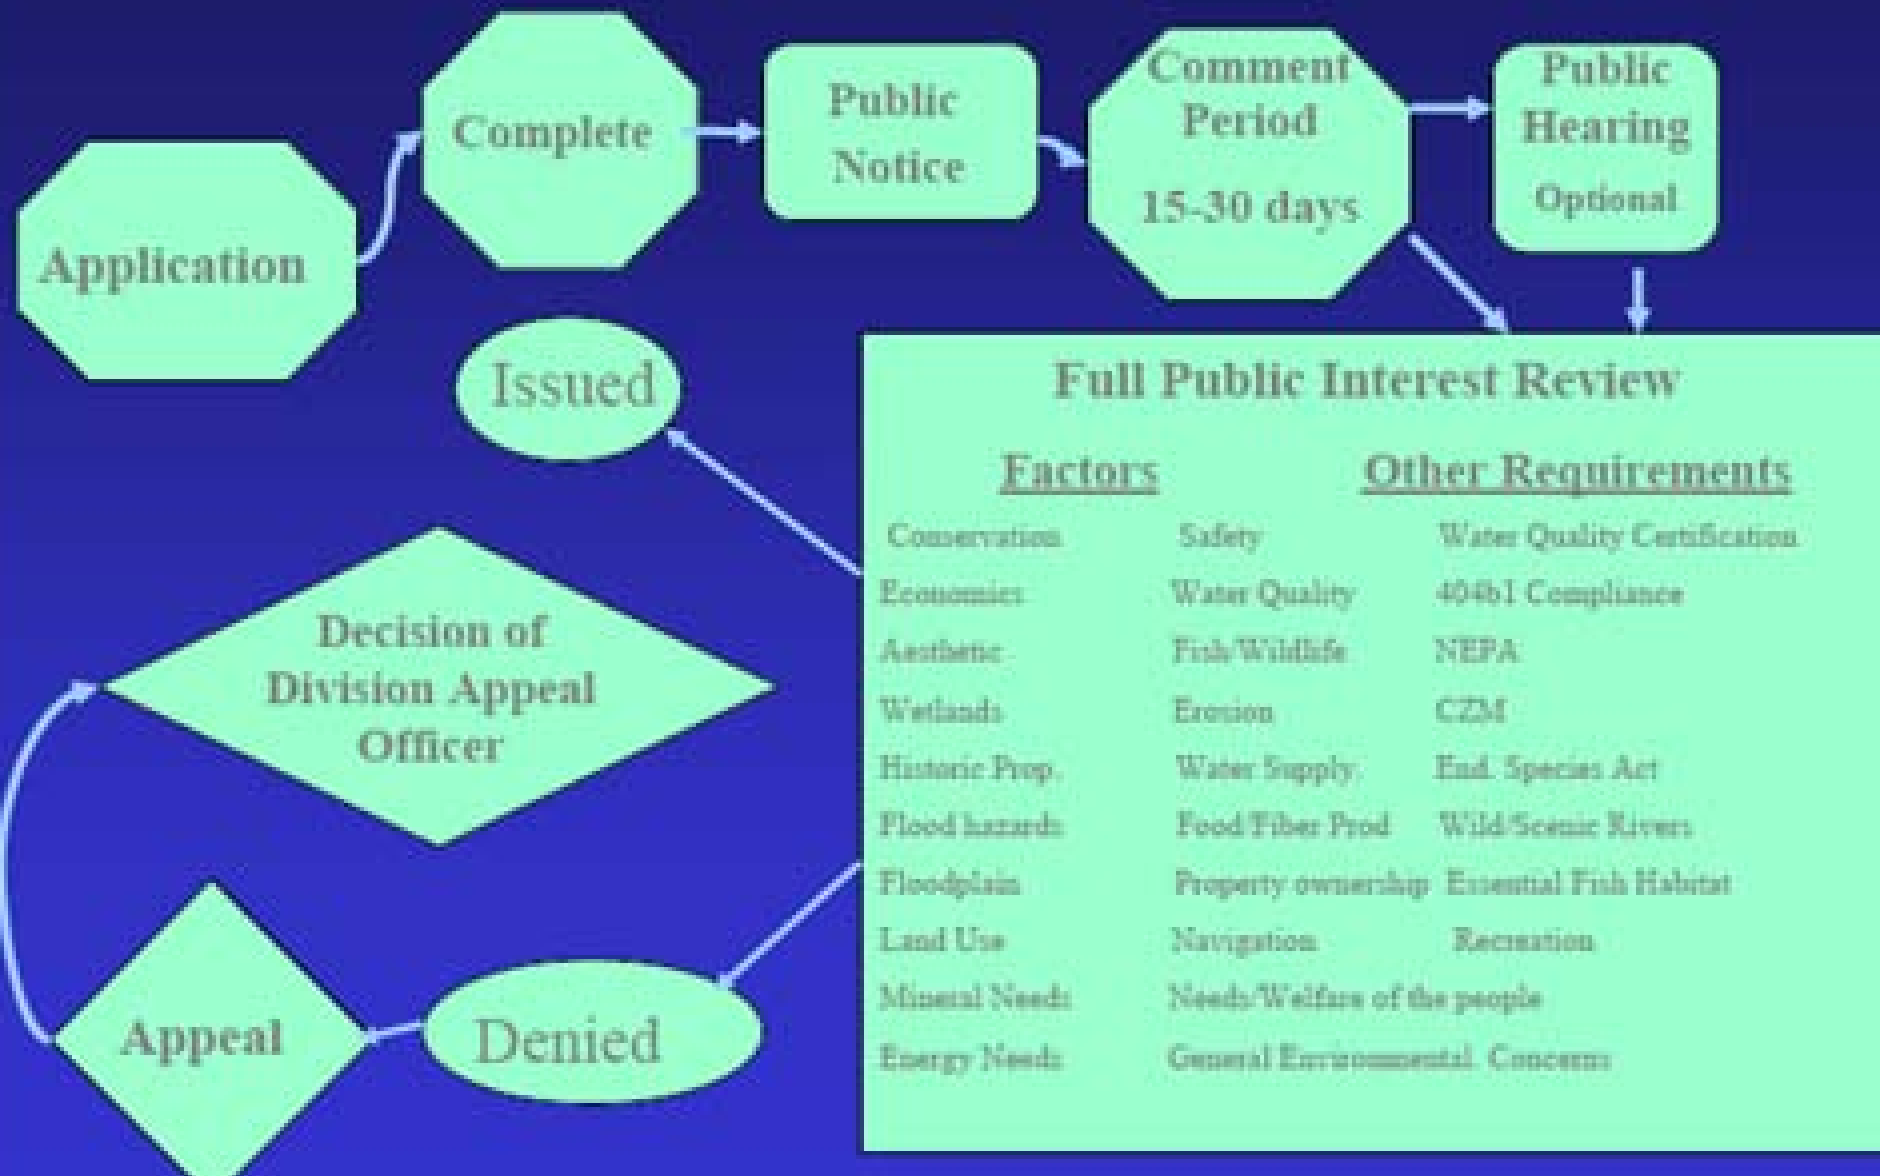 Application
Complete
Public
Notice
Comment
Period
15-30 days
Public
Hearing
Optional
Full Public Interest Review
Factors Other Requirements
Conservation Safety Water Quality Certification
Economics Water Quality 404b1 Compliance
Aesthetic Fish/Wildlife NEPA
Wetlands Erosion CZM
Historic Prop. Water Supply End. Species Act
Flood hazards Food/Fiber Prod Wild/Scenic Rivers
Floodplain Property ownership Essential Fish Habitat
Land Use Navigation Recreation
Mineral Needs Needs/Welfare of the people
Energy Needs General Environmental Concerns
Issued
Denied
Appeal
Decision of
Division Appeal
Officer